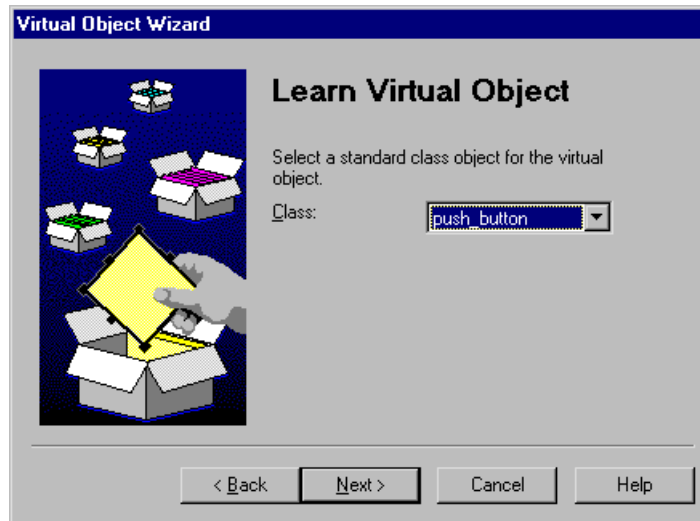 Virtual Object Wizard
Learn Virtual Object
Select a standard class object for the virtual
object.
Class:
push_button
< Back
Next >
Cancel
Help